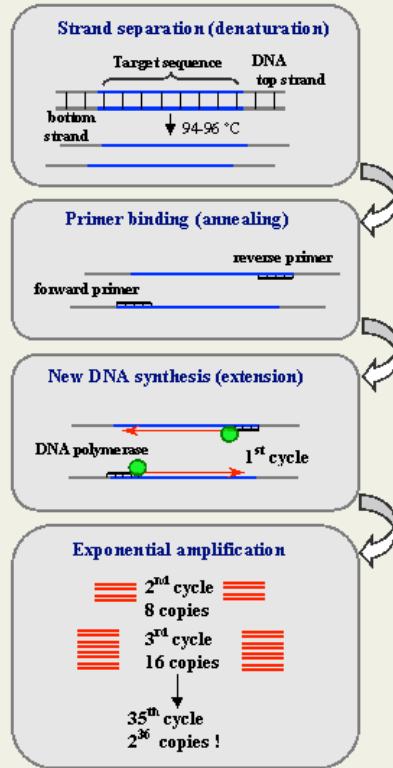 Strand separation (denaturation)
Target sequence
DNA
top strand
bottom
strand
94-96 °C
Primer binding (annealing)
reverse primer
forward primer
New DNA synthesis (extension)
DNA polymerase
1st cycle
Exponential amplification
2nd cycle
8 copies
3rd cycle
16 copies
35th cycle
2^36 copies !